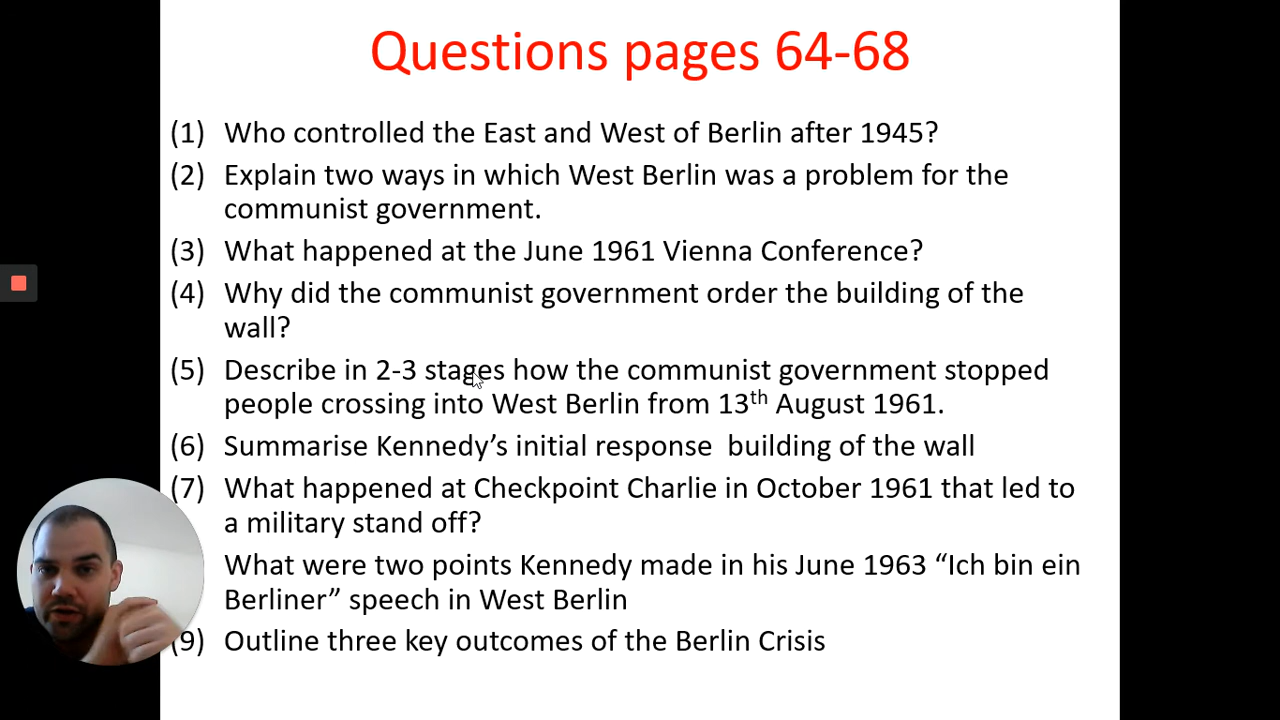 Questions pages 64-68
(1) Who controlled the East and West of Berlin after 1945?
(2) Explain two ways in which West Berlin was a problem for the
communist government.
(3) What happened at the June 1961 Vienna Conference?
(4) Why did the communist government order the building of the
wall?
(5) Describe in 2-3 stages how the communist government stopped
people crossing into West Berlin from 13th August 1961.
(6) Summarise Kennedy’s initial response  building of the wall
(7) What happened at Checkpoint Charlie in October 1961 that led to
a military stand off?
What were two points Kennedy made in his June 1963 “Ich bin ein
Berliner” speech in West Berlin
9) Outline three key outcomes of the Berlin Crisis